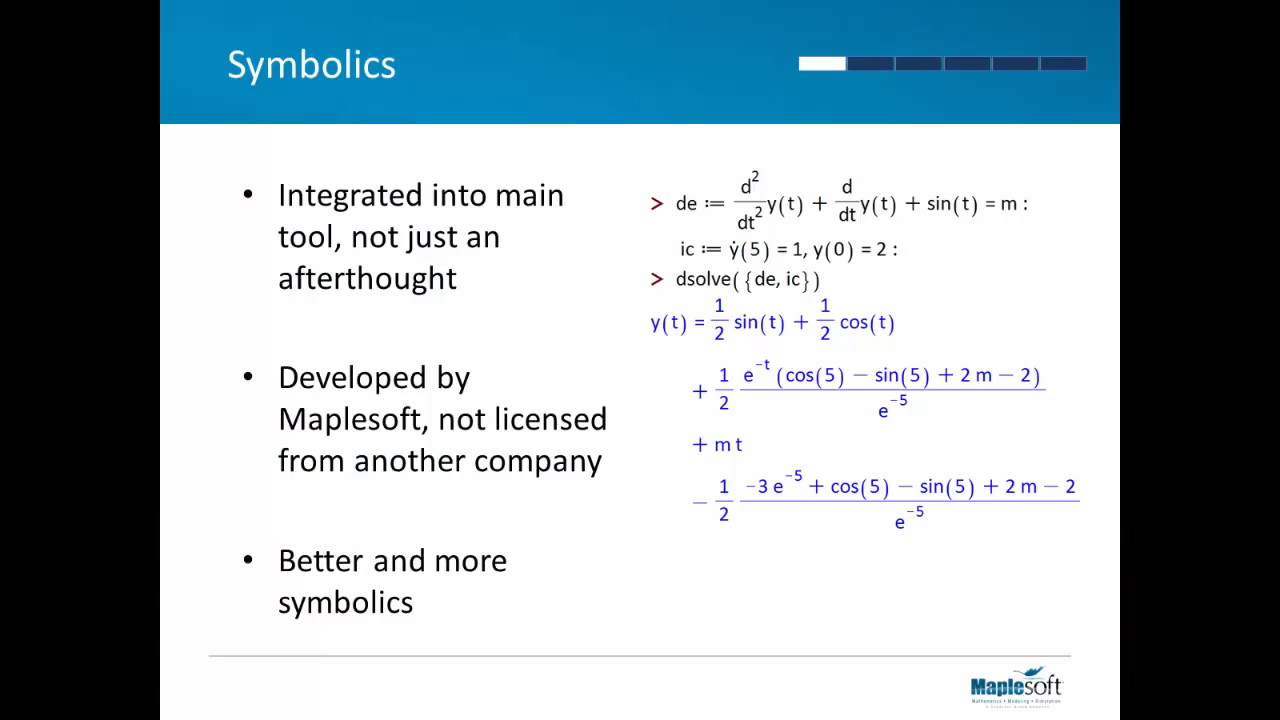 Symbolics
• Integrated into main
tool, not just an
afterthought
• Developed by
Maplesoft, not licensed
from another company
• Better and more
symbolics
> de := d²/dt² y(t) + d/dt y(t) + sin(t) = m :
ic := ẏ(5) = 1, y(0) = 2 :
> dsolve({de, ic})
y(t) = 1/2 sin(t) + 1/2 cos(t)
+ 1/2 e^-t (cos(5) − sin(5) + 2 m − 2) / e^-5
+ m t
− 1/2 (−3 e^-5 + cos(5) − sin(5) + 2 m − 2) / e^-5
Maplesoft
Mathematics • Modeling • Simulation